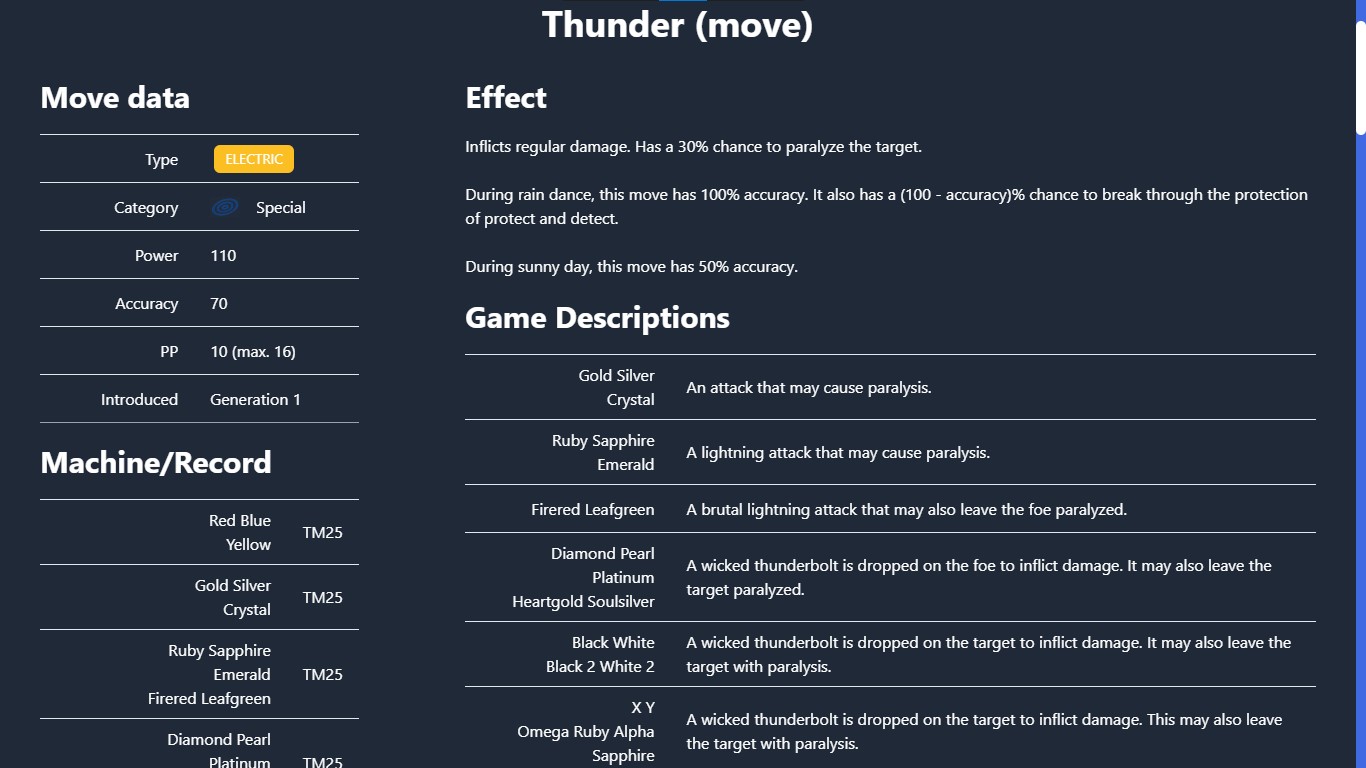 Thunder (move)
Move data
Type ELECTRIC
Category Special
Power 110
Accuracy 70
PP 10 (max. 16)
Introduced Generation 1
Machine/Record
Red Blue
Yellow
TM25
Gold Silver
Crystal
TM25
Ruby Sapphire
Emerald
Firered Leafgreen
TM25
Diamond Pearl
Platinum
TM25
Effect
Inflicts regular damage. Has a 30% chance to paralyze the target.
During rain dance, this move has 100% accuracy. It also has a (100 - accuracy)% chance to break through the protection
of protect and detect.
During sunny day, this move has 50% accuracy.
Game Descriptions
Gold Silver
Crystal
An attack that may cause paralysis.
Ruby Sapphire
Emerald
A lightning attack that may cause paralysis.
Firered Leafgreen
A brutal lightning attack that may also leave the foe paralyzed.
Diamond Pearl
Platinum
Heartgold Soulsilver
A wicked thunderbolt is dropped on the foe to inflict damage. It may also leave the
target paralyzed.
Black White
Black 2 White 2
A wicked thunderbolt is dropped on the target to inflict damage. It may also leave the
target with paralysis.
X Y
Omega Ruby Alpha
Sapphire
A wicked thunderbolt is dropped on the target to inflict damage. This may also leave
the target with paralysis.